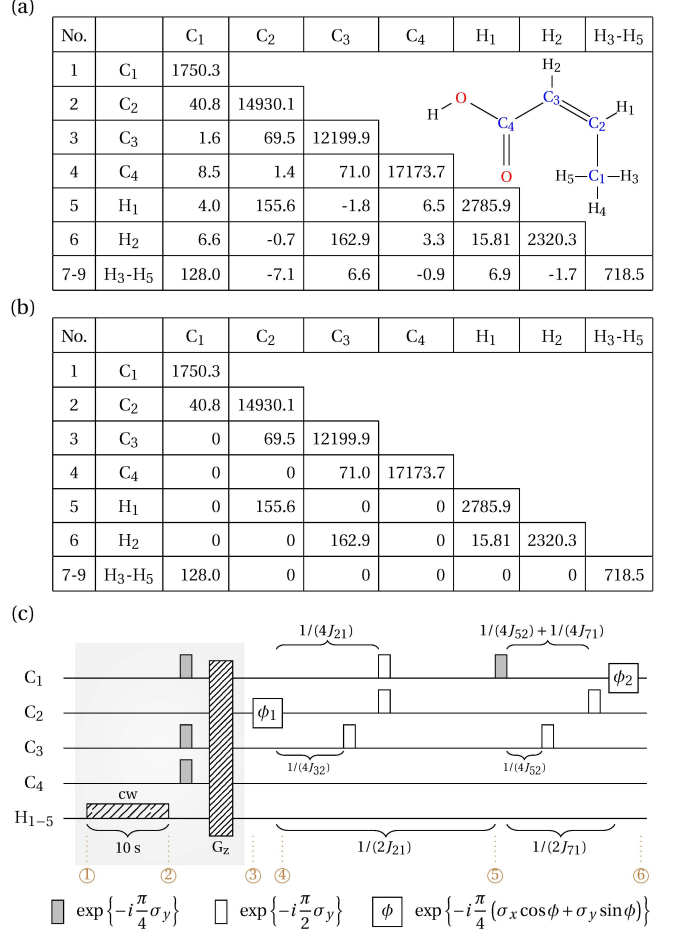 (a)
No. C₁ C₂ C₃ C₄ H₁ H₂ H₃-H₅
1 C₁ 1750.3
2 C₂ 40.8 14930.1
3 C₃ 1.6 69.5 12199.9
4 C₄ 8.5 1.4 71.0 17173.7
5 H₁ 4.0 155.6 -1.8 6.5 2785.9
6 H₂ 6.6 -0.7 162.9 3.3 15.81 2320.3
7-9 H₃-H₅ 128.0 -7.1 6.6 -0.9 6.9 -1.7 718.5
H₂
O C₃ H₁
H C₄ C₂
O H₅ C₁ H₃
H₄
(b)
No. C₁ C₂ C₃ C₄ H₁ H₂ H₃-H₅
1 C₁ 1750.3
2 C₂ 40.8 14930.1
3 C₃ 0 69.5 12199.9
4 C₄ 0 0 71.0 17173.7
5 H₁ 0 155.6 0 0 2785.9
6 H₂ 0 0 162.9 0 15.81 2320.3
7-9 H₃-H₅ 128.0 0 0 0 0 0 718.5
(c)
1/(4J₂₁) 1/(4J₅₂)+1/(4J₇₁)
C₁ ϕ₂
C₂ ϕ₁
C₃
1/(4J₃₂) 1/(4J₅₂)
C₄
cw
H₁₋₅
10 s G_z 1/(2J₂₁) 1/(2J₇₁)
① ② ③ ④ ⑤ ⑥
exp{-i π/4 σ_y} exp{-i π/2 σ_y} ϕ exp{-i π/4 (σ_x cosϕ+σ_y sinϕ)}